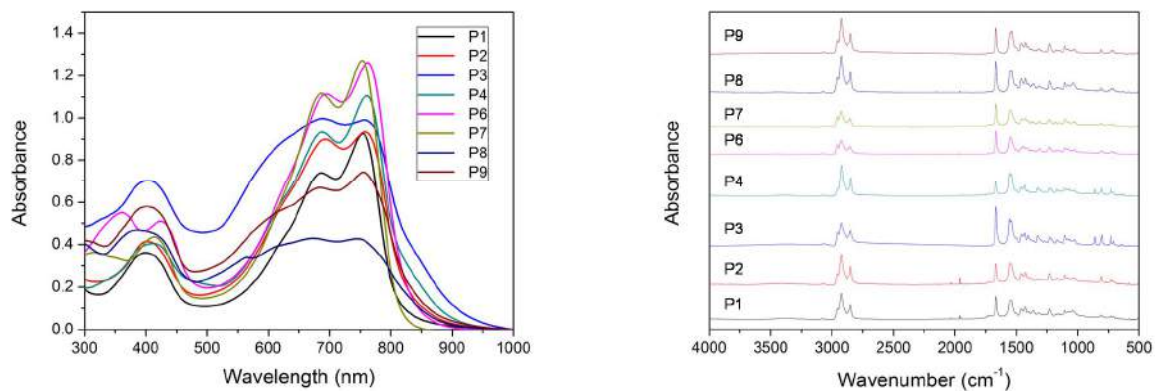 1.4
1.2
1.0
0.8
0.6
0.4
0.2
0.0
Absorbance
300 400 500 600 700 800 900 1000
Wavelength (nm)
P1
P2
P3
P4
P6
P7
P8
P9
Absorbance
P9
P8
P7
P6
P4
P3
P2
P1
4000 3500 3000 2500 2000 1500 1000 500
Wavenumber (cm⁻¹)